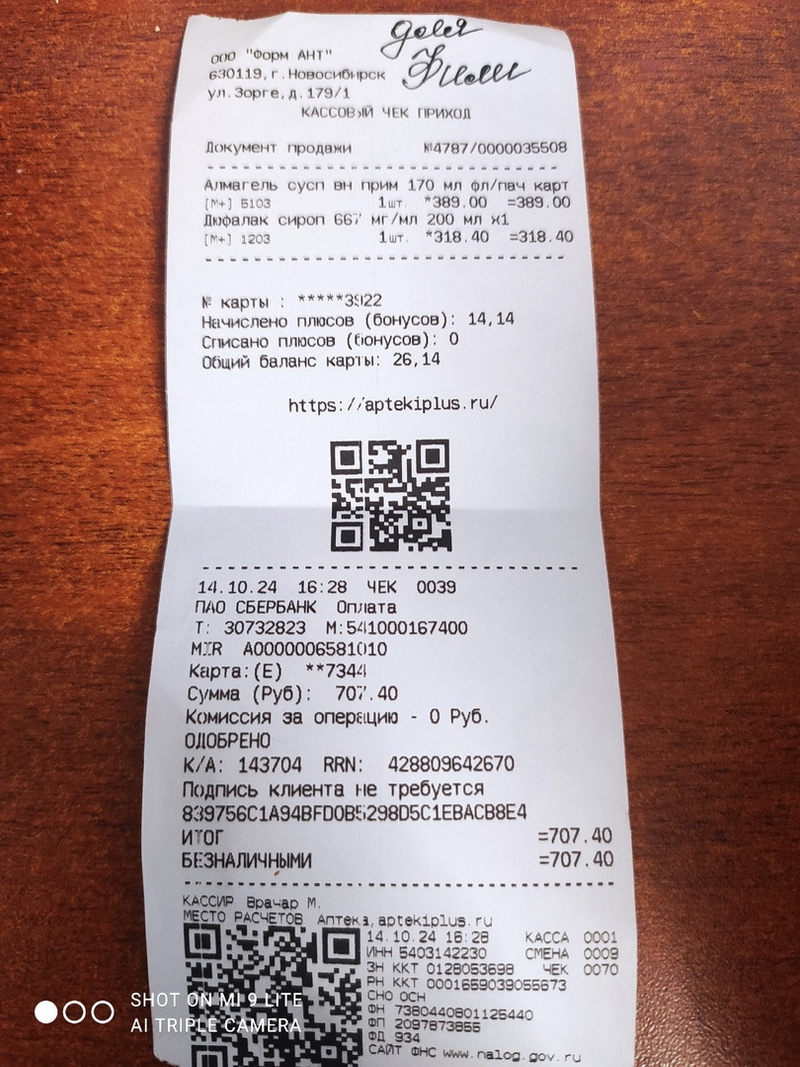 для
Фили
ООО "Форм АНТ"
630119, г. Новосибирск
ул. Зорге, д. 179/1
КАССОВЫЙ ЧЕК ПРИХОД
Документ продажи №4787/0000035508
Алмагель сусп вн прим 170 мл фл/пач карт
[М+] 5103 1шт. *389.00 =389.00
Дюфалак сироп 667 мг/мл 200 мл х1
[М+] 1203 1шт. *318.40 =318.40
№ карты : *****3922
Начислено плюсов (бонусов): 14,14
Списано плюсов (бонусов): 0
Общий баланс карты: 26,14
https://aptekiplus.ru/
14.10.24 16:28 ЧЕК 0039
ПАО СБЕРБАНК Оплата
Т: 30732823 М:541000167400
MIR A0000006581010
Карта:(Е) **7344
Сумма (Руб): 707.40
Комиссия за операцию - 0 Руб.
ОДОБРЕНО
К/А: 143704 RRN: 428809642670
Подпись клиента не требуется
839756C1A94BFD0B5298D5C1EBACB8E4
ИТОГ =707.40
БЕЗНАЛИЧНЫМИ =707.40
КАССИР Врачар М.
МЕСТО РАСЧЕТОВ Аптека, aptekiplus.ru
14.10.24 16:28 КАССА 0001
ИНН 5403142230 СМЕНА 0009
ЗН ККТ 0128053698 ЧЕК 0070
РН ККТ 0001659039055673
СНО ОСН
ФН 7380440801125440
ФП 2097873855
ФД 934
САЙТ ФНС www.nalog.gov.ru
SHOT ON MI 9 LITE
AI TRIPLE CAMERA